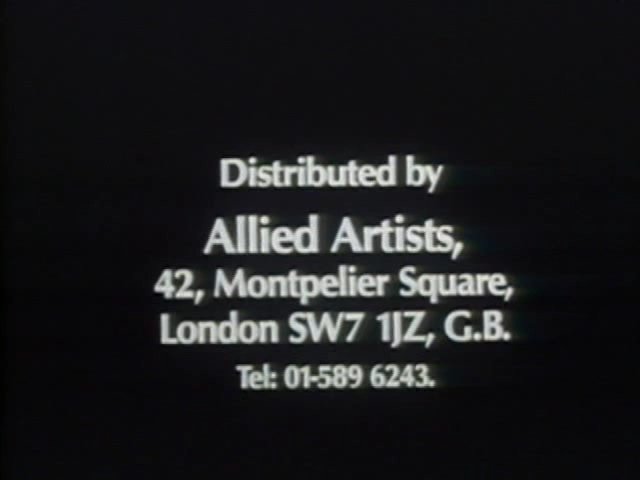 Distributed by
Allied Artists,
42, Montpelier Square,
London SW7 1JZ, G.B.
Tel: 01-589 6243.